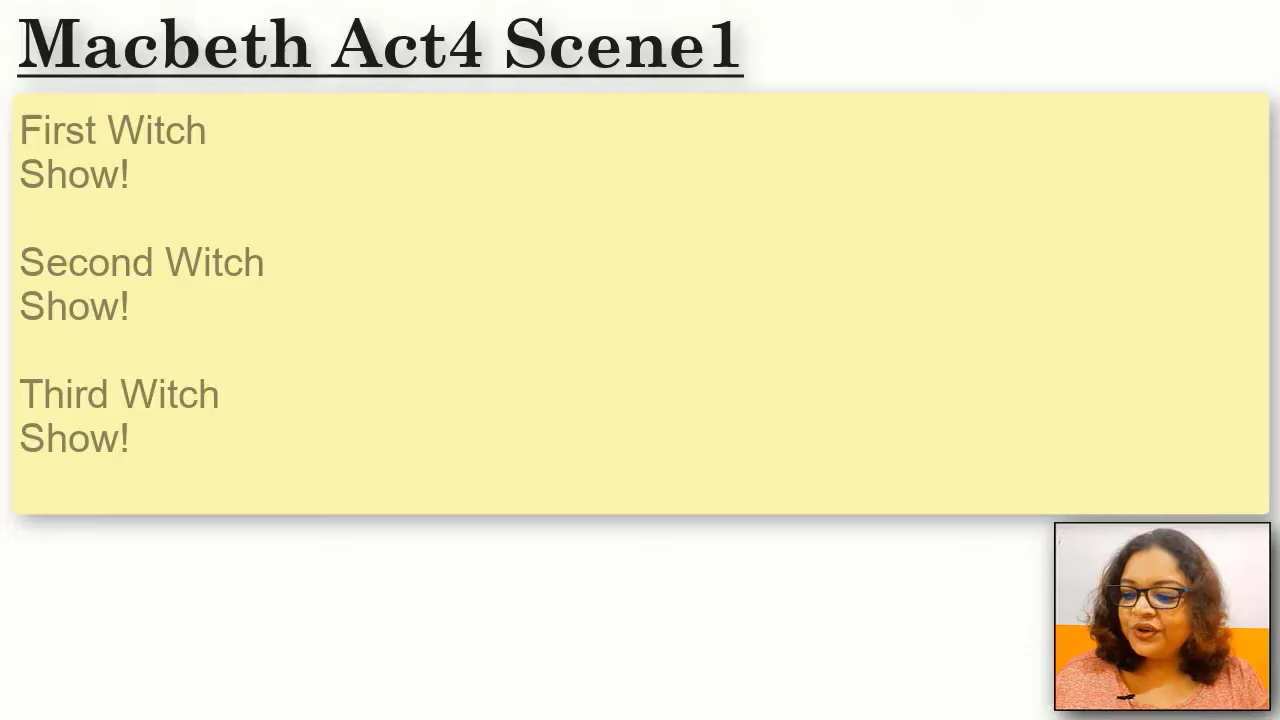 Macbeth Act4 Scene1
First Witch
Show!
Second Witch
Show!
Third Witch
Show!